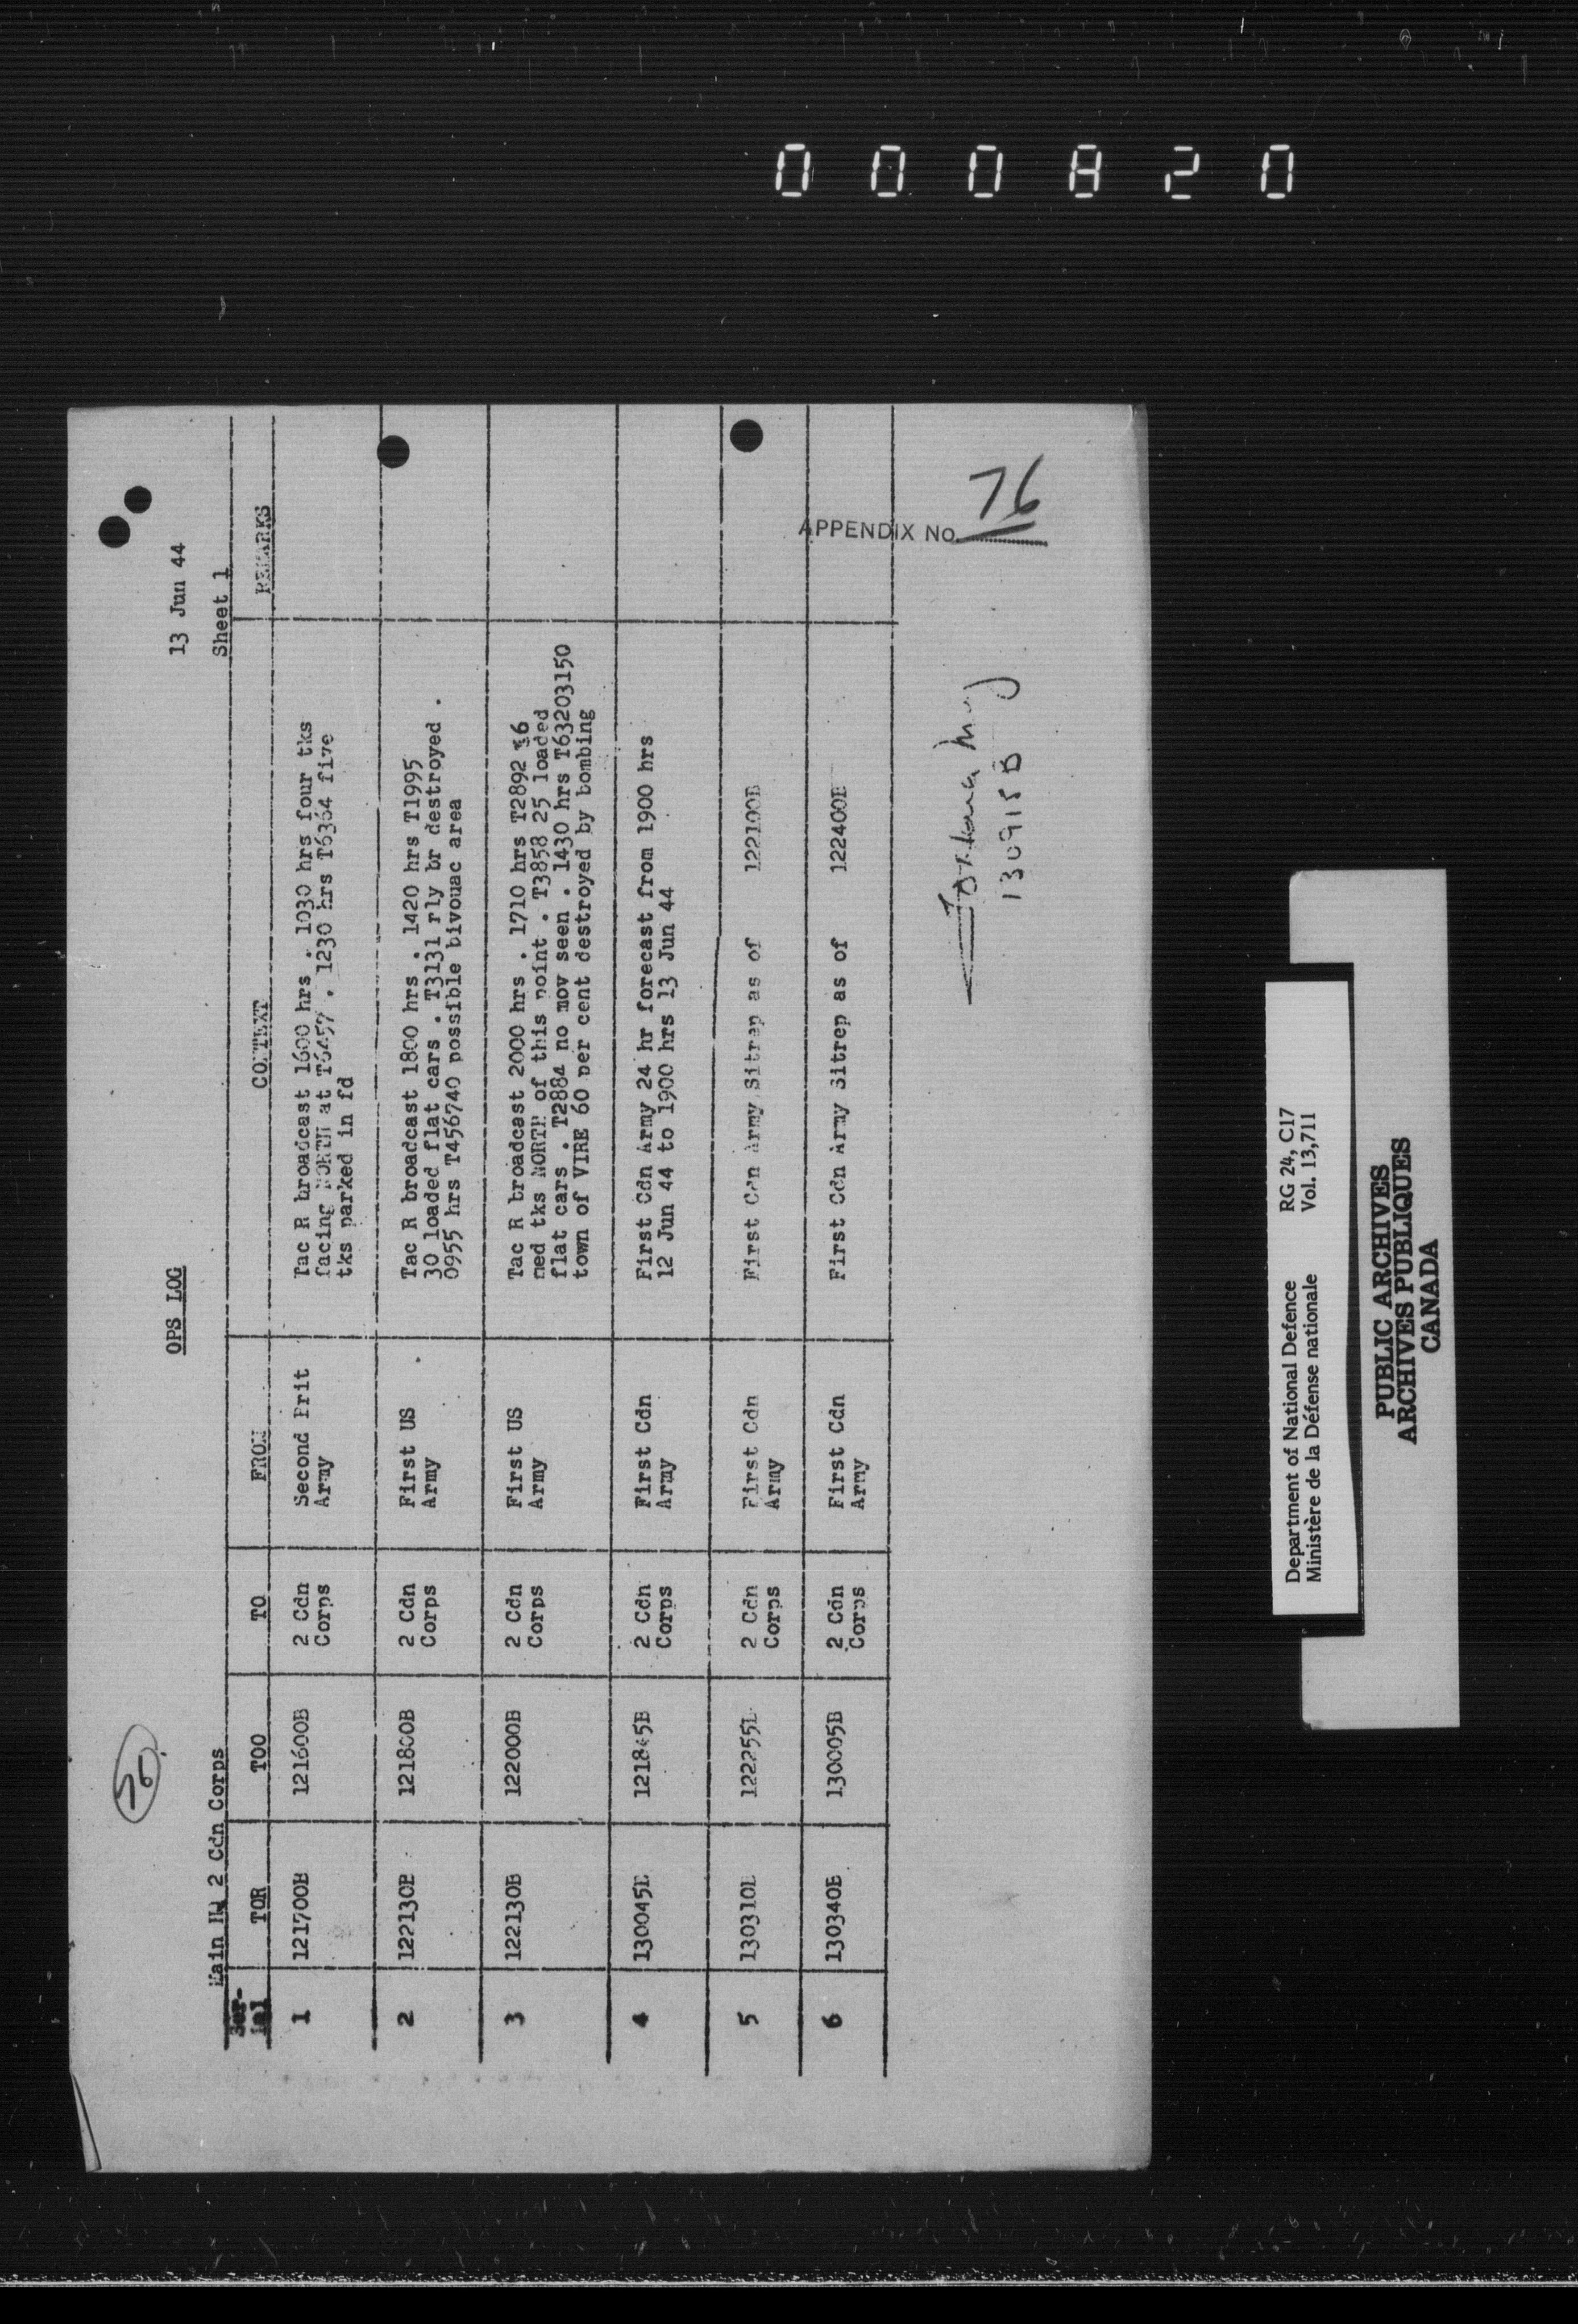 000820
13 Jun 44
OPS LOG
Sheet 1
Main HQ 2 Cdn Corps
Ser-
ial
TOR
TOO
TO
FROM
CONTEXT
REMARKS
1
121700B
121600B
2 Cdn
Corps
Second Brit
Army
Tac R broadcast 1600 hrs . 1030 hrs four tks
facing NORTH at T6457 . 1230 hrs T6364 five
tks parked in fd
2
122130B
121800B
2 Cdn
Corps
First US
Army
Tac R broadcast 1800 hrs . 1420 hrs T1995
30 loaded flat cars . T3131 rly br destroyed .
0955 hrs T456740 possible bivouac area
3
122130B
122000B
2 Cdn
Corps
First US
Army
Tac R broadcast 2000 hrs . 1710 hrs T2892 16
med tks NORTH of this point . T3858 25 loaded
flat cars . T2884 no mov seen . 1430 hrs T63203150
town of VIRE 60 per cent destroyed by bombing
4
130045B
121845B
2 Cdn
Corps
First Cdn
Army
First Cdn Army 24 hr forecast from 1900 hrs
12 Jun 44 to 1900 hrs 13 Jun 44
5
130310B
122255B
2 Cdn
Corps
First Cdn
Army
First Cdn Army Sitrep as of 122100B
6
130340B
130005B
2 Cdn
Corps
First Cdn
Army
First Cdn Army Sitrep as of 122400B
130915B
APPENDIX No. 76
Department of National Defence
Ministère de la Défense nationale
RG 24, C17
Vol. 13,711
PUBLIC ARCHIVES
ARCHIVES PUBLIQUES
CANADA